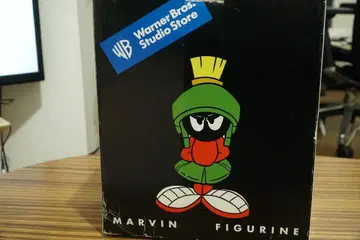 WB
Warner Bros.
Studio Store
MARVIN FIGURINE